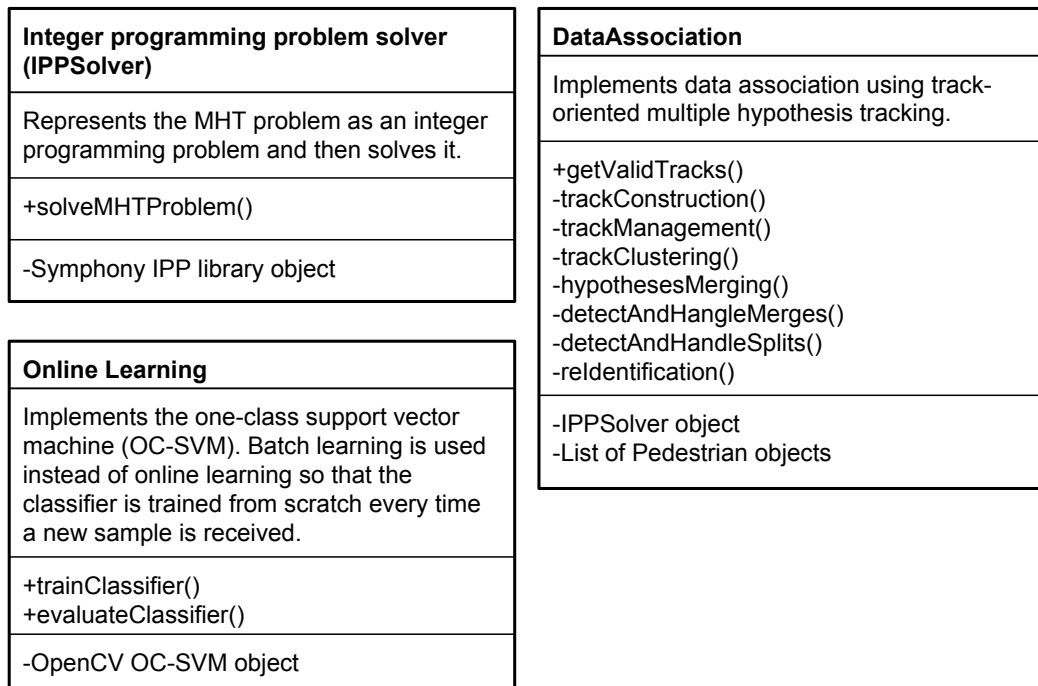 Integer programming problem solver
(IPPSolver)
Represents the MHT problem as an integer
programming problem and then solves it.
+solveMHTProblem()
-Symphony IPP library object
Online Learning
Implements the one-class support vector
machine (OC-SVM). Batch learning is used
instead of online learning so that the
classifier is trained from scratch every time
a new sample is received.
+trainClassifier()
+evaluateClassifier()
-OpenCV OC-SVM object
DataAssociation
Implements data association using track-
oriented multiple hypothesis tracking.
+getValidTracks()
-trackConstruction()
-trackManagement()
-trackClustering()
-hypothesesMerging()
-detectAndHangleMerges()
-detectAndHandleSplits()
-reIdentification()
-IPPSolver object
-List of Pedestrian objects